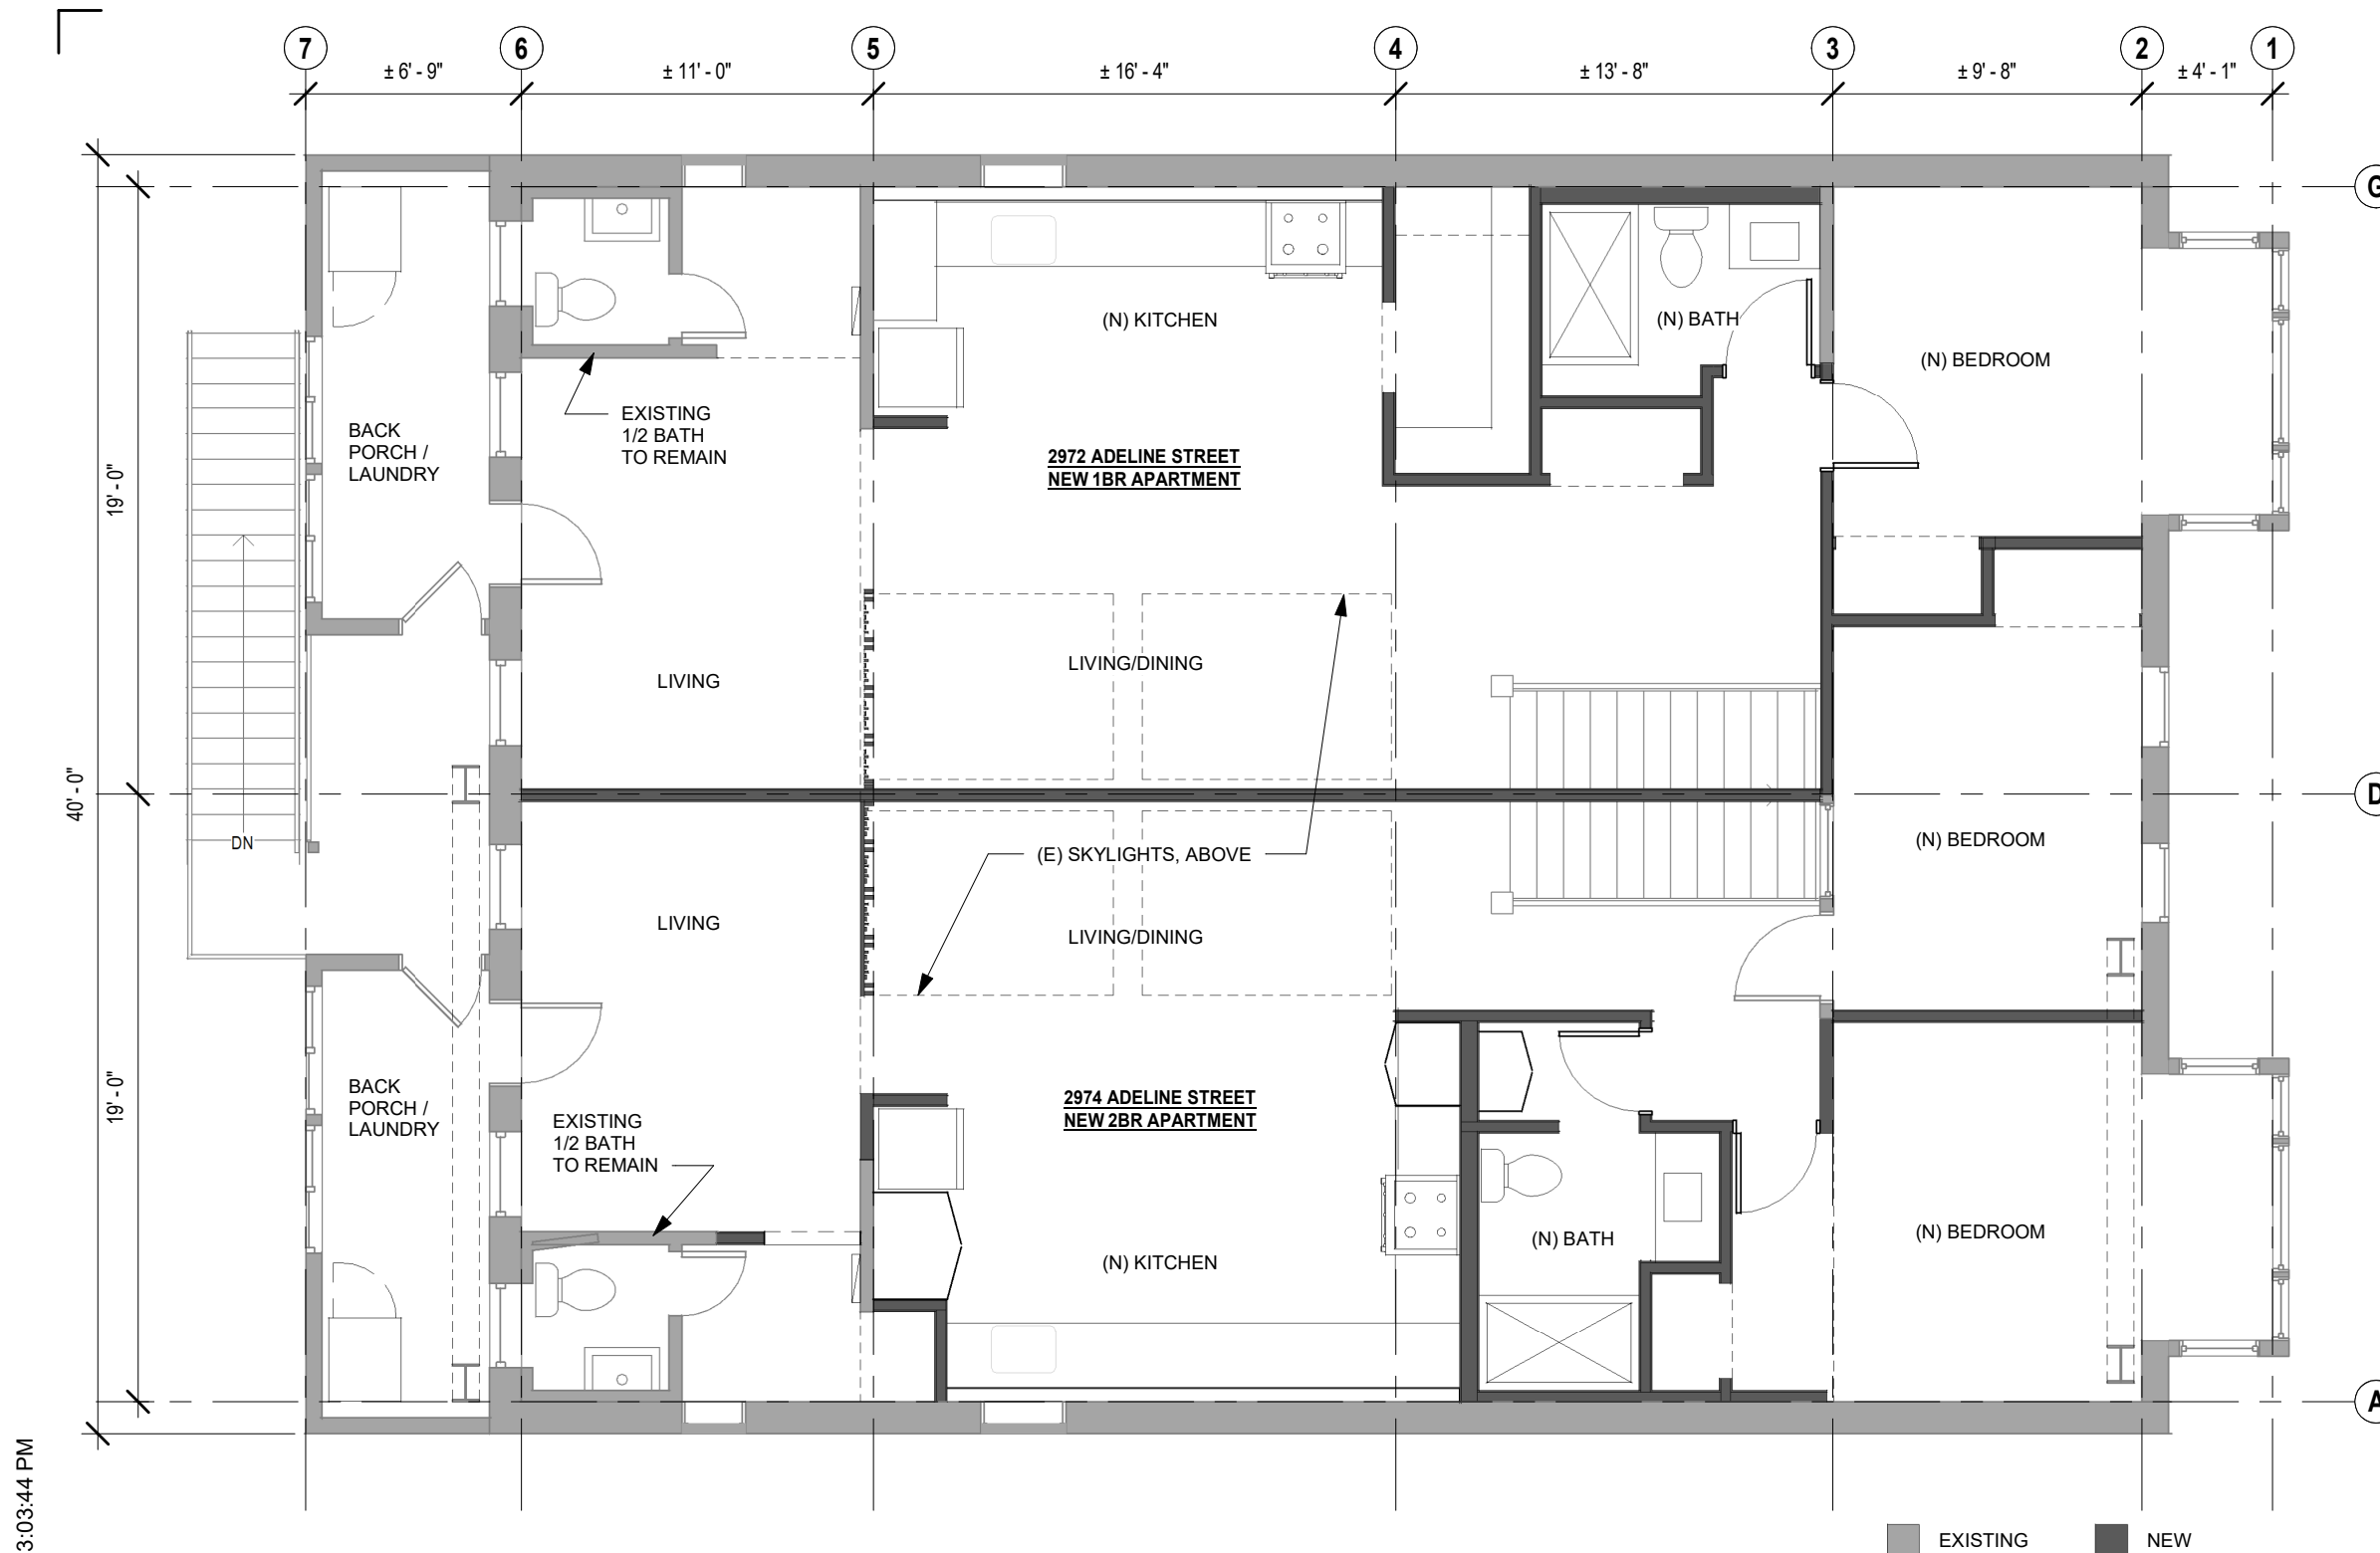 7 6 5 4 3 2 1
± 6' - 9" ± 11' - 0" ± 16' - 4" ± 13' - 8" ± 9' - 8" ± 4' - 1"
G
(N) KITCHEN
(N) BATH
(N) BEDROOM
EXISTING
1/2 BATH
TO REMAIN
BACK
PORCH /
LAUNDRY
2972 ADELINE STREET
NEW 1BR APARTMENT
19' - 0"
LIVING
LIVING/DINING
40' - 0"
D
DN
(E) SKYLIGHTS, ABOVE
(N) BEDROOM
LIVING
LIVING/DINING
19' - 0"
BACK
PORCH /
LAUNDRY
EXISTING
1/2 BATH
TO REMAIN
2974 ADELINE STREET
NEW 2BR APARTMENT
(N) KITCHEN
(N) BATH
(N) BEDROOM
A
3:03:44 PM
EXISTING
NEW